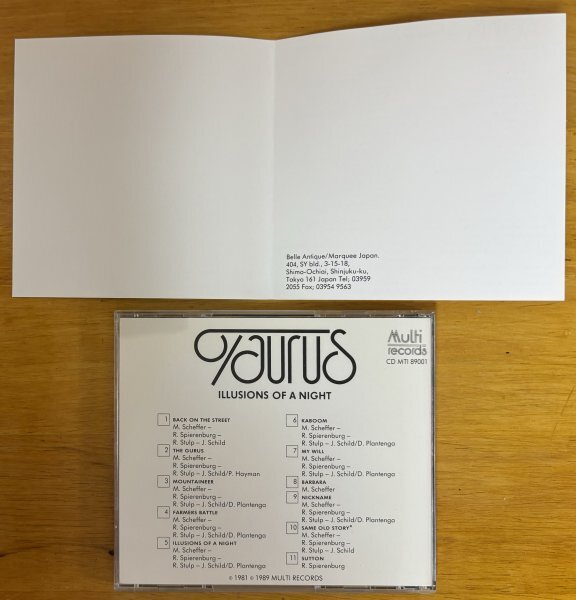 Belle Antique/Marquee Japan.
404, SY bld., 3-15-18,
Shimo-Ochiai, Shinjuku-ku,
Tokyo 161 Japan Tel; 03959
2055 Fax; 03954 9563
Taurus
ILLUSIONS OF A NIGHT
Multi
records
CD MTI 89001
1 BACK ON THE STREET
M. Scheffer –
R. Spierenburg –
R. Stulp – J. Schild
2 THE GURUS
M. Scheffer –
R. Spierenburg –
R. Stulp – J. Schild/P. Hayman
3 MOUNTAINEER
M. Scheffer –
R. Spierenburg –
R. Stulp – J. Schild/D. Plantenga
4 FARMERS BATTLE
M. Scheffer –
R. Spierenburg –
R. Stulp – J. Schild/D. Plantenga
5 ILLUSIONS OF A NIGHT
M. Scheffer –
R. Spierenburg –
R. Stulp – J. Schild/D. Plantenga
6 KABOOM
M. Scheffer –
R. Spierenburg –
R. Stulp – J. Schild/D. Plantenga
7 MY WILL
M. Scheffer –
R. Spierenburg –
R. Stulp – J. Schild/D. Plantenga
8 BARBARA
M. Scheffer
9 NICKNAME
M. Scheffer –
R. Spierenburg –
R. Stulp – J. Schild/D. Plantenga
10 SAME OLD STORY*
M. Scheffer –
R. Spierenburg –
R. Stulp – J. Schild
11 SUTTON
R. Spierenburg
© 1981 © 1989 MULTI RECORDS